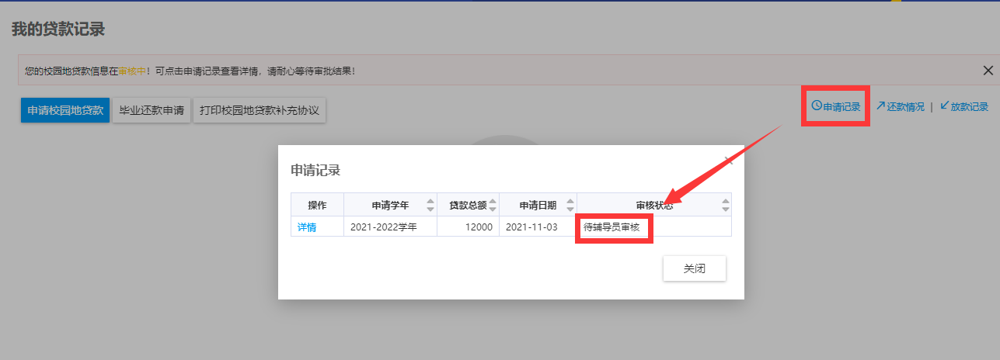 我的贷款记录
您的校园地贷款信息在审核中！可点击申请记录查看详情，请耐心等待审批结果！
申请校园地贷款 毕业还款申请 打印校园地贷款补充协议 申请记录 还款情况 | 放款记录
申请记录
操作 申请学年 贷款总额 申请日期 审核状态
详情 2021-2022学年 12000 2021-11-03 待辅导员审核
关闭